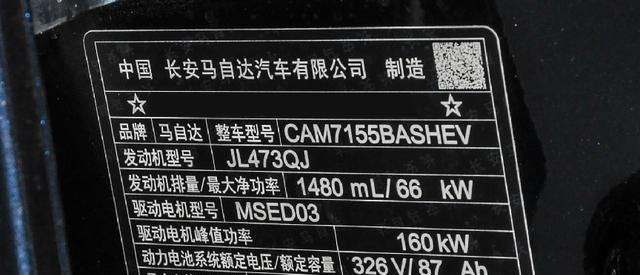 中国 长安马自达汽车有限公司 制造
品牌 马自达 整车型号 CAM7155BASHEV
发动机型号 JL473QJ
发动机排量/最大净功率 1480 mL/66 kW
驱动电机型号 MSED03
驱动电机峰值功率 160 kW
动力电池系统额定电压/额定容量 326 V/87 Ah